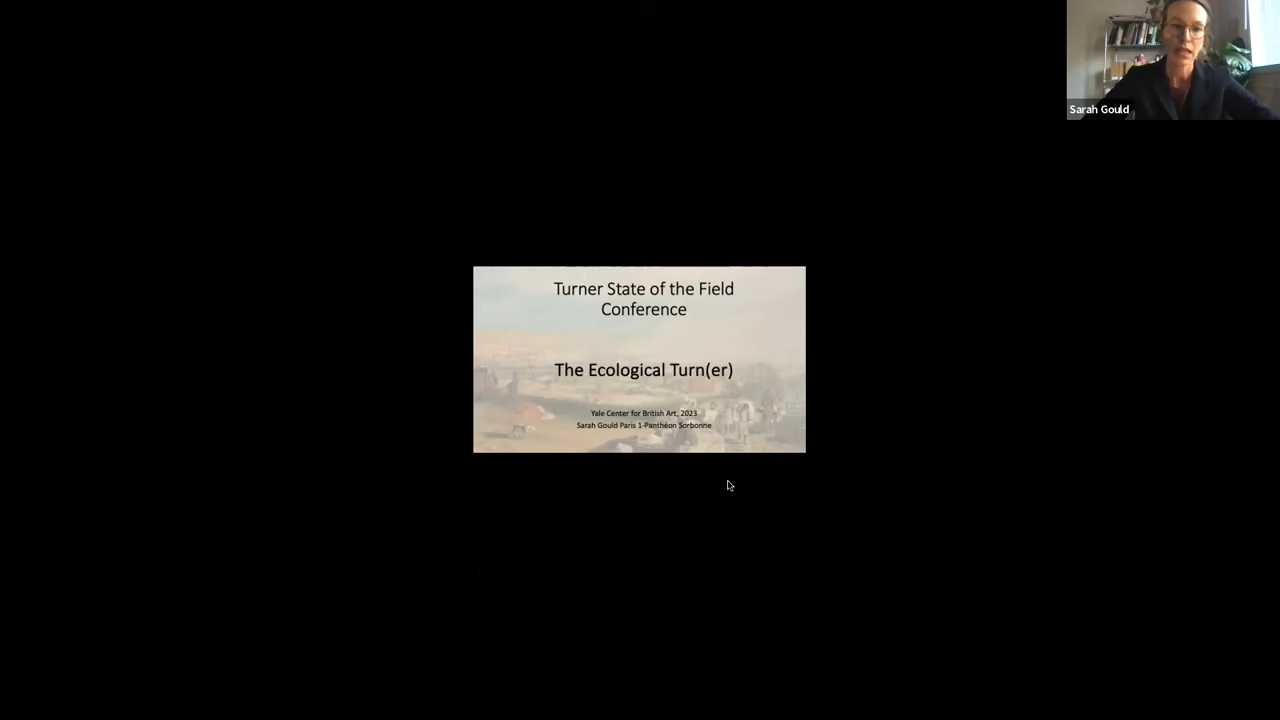 Sarah Gould
Turner State of the Field
Conference
The Ecological Turn(er)
Yale Center for British Art, 2023
Sarah Gould Paris 1-Panthéon Sorbonne